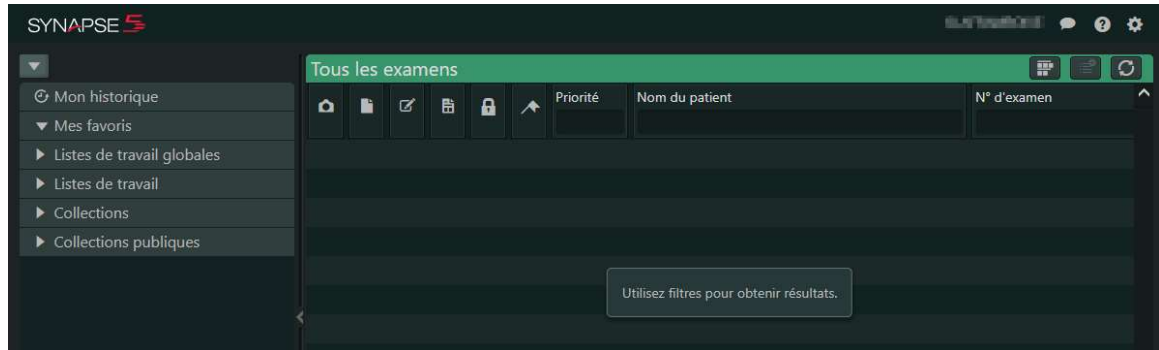 SYNAPSE 5
Tous les examens
Mon historique
Mes favoris
Listes de travail globales
Listes de travail
Collections
Collections publiques
Priorité
Nom du patient
N° d'examen
Utilisez filtres pour obtenir résultats.